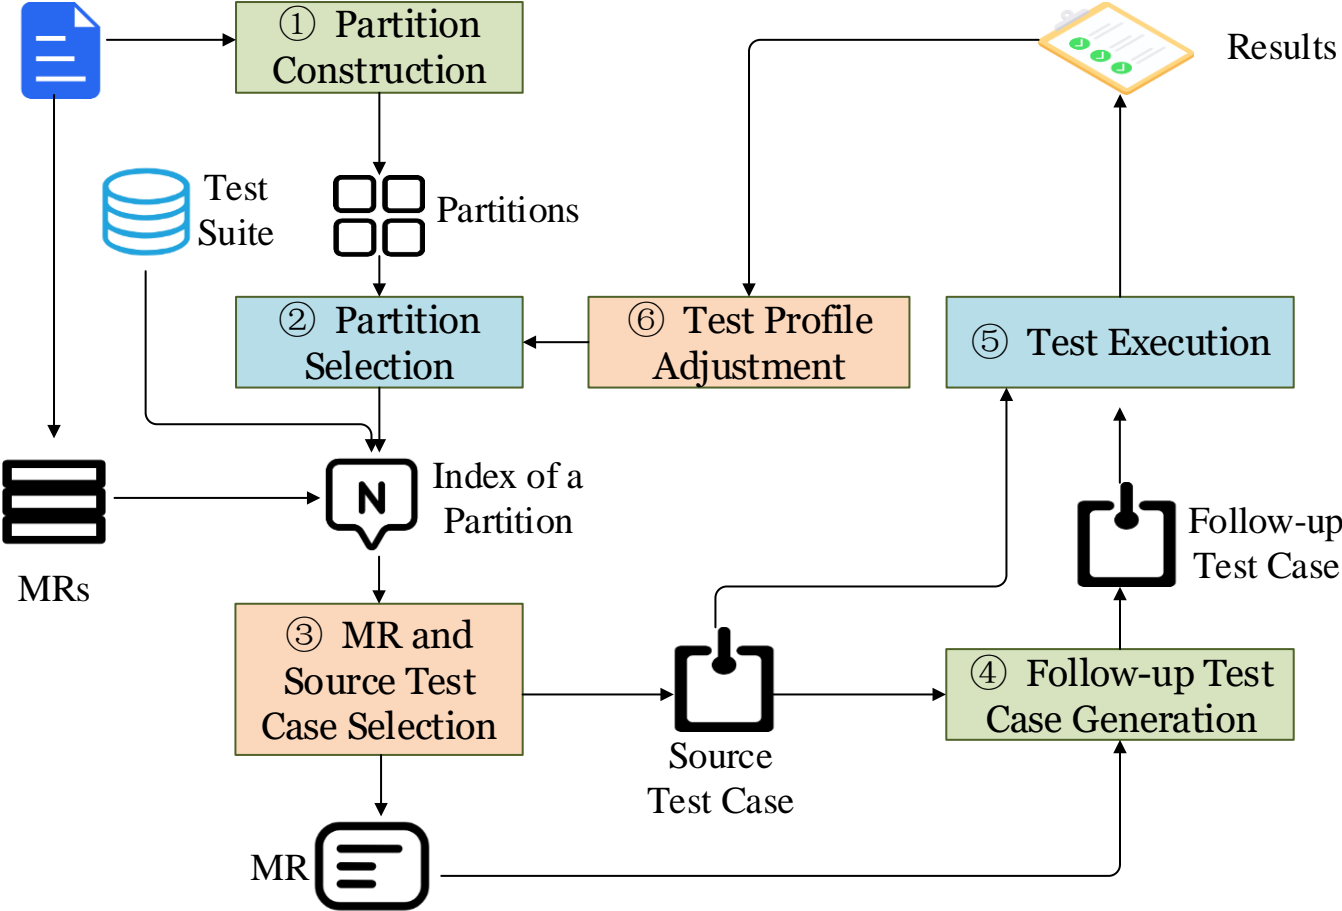 ① Partition
Construction
Results
Test
Suite
Partitions
② Partition
Selection
⑥ Test Profile
Adjustment
⑤ Test Execution
N
Index of a
Partition
MRs
Follow-up
Test Case
③ MR and
Source Test
Case Selection
Source
Test Case
④ Follow-up Test
Case Generation
MR